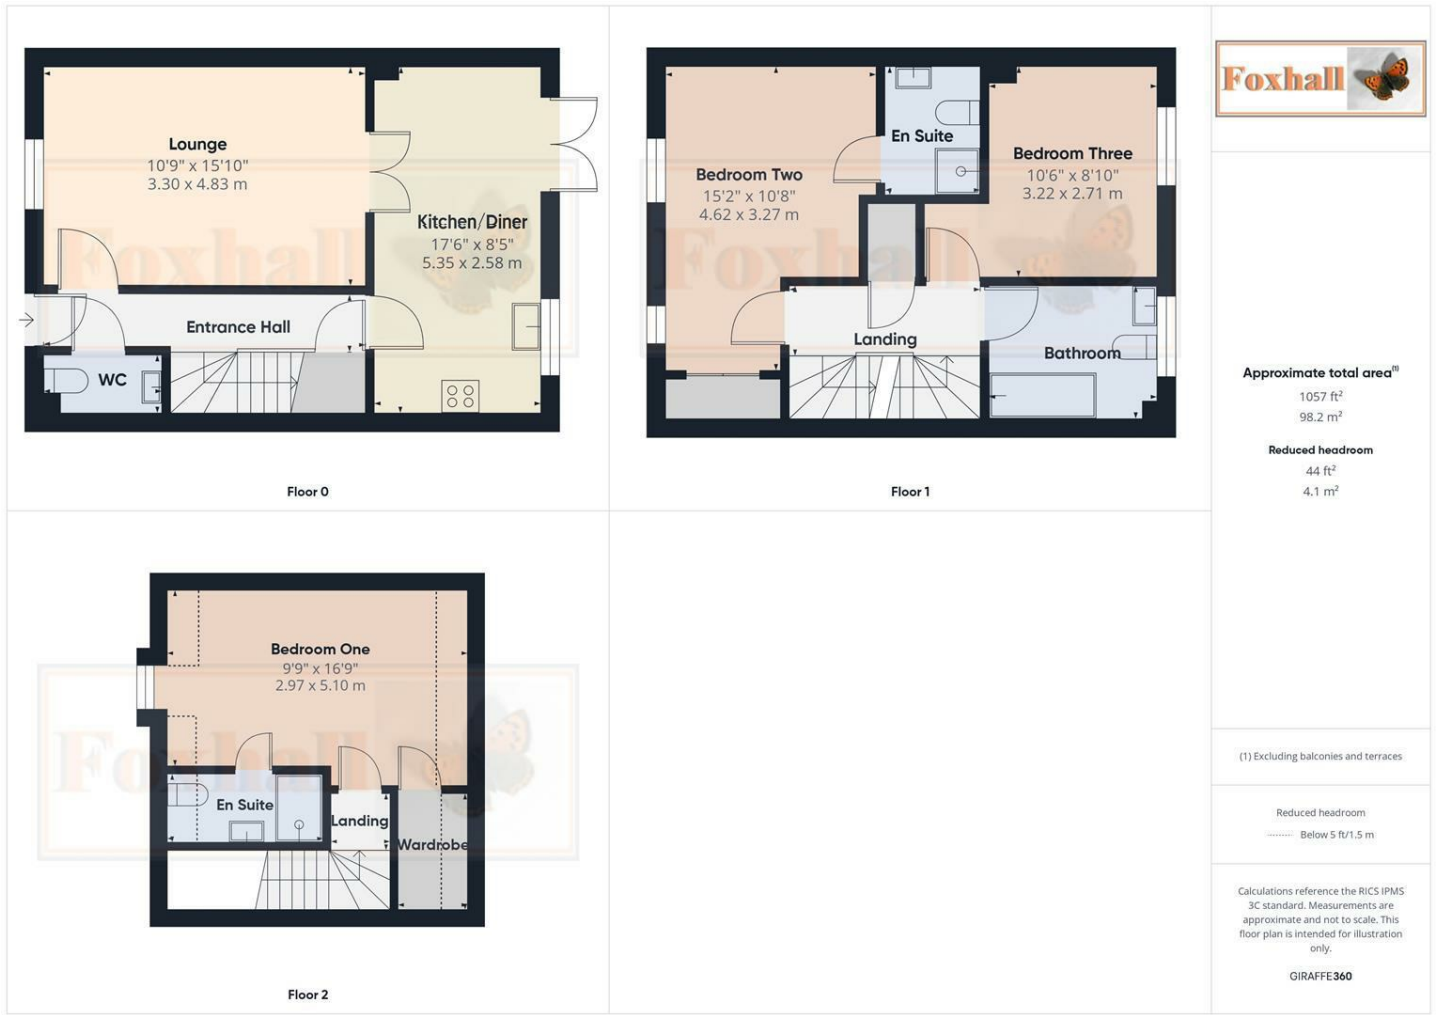 Lounge
10'9" x 15'10"
3.30 x 4.83 m
Kitchen/Diner
17'6" x 8'5"
5.35 x 2.58 m
Entrance Hall
WC
Foxhall
Floor 0
Bedroom Two
15'2" x 10'8"
4.62 x 3.27 m
En Suite
Bedroom Three
10'6" x 8'10"
3.22 x 2.71 m
Landing
Bathroom
Foxhall
Floor 1
Bedroom One
9'9" x 16'9"
2.97 x 5.10 m
En Suite
Landing
Wardrobe
Foxhall
Floor 2
Foxhall
Approximate total area(1)
1057 ft²
98.2 m²
Reduced headroom
44 ft²
4.1 m²
(1) Excluding balconies and terraces
Reduced headroom
Below 5 ft/1.5 m
Calculations reference the RICS IPMS
3C standard. Measurements are
approximate and not to scale. This
floor plan is intended for illustration
only.
GIRAFFE360